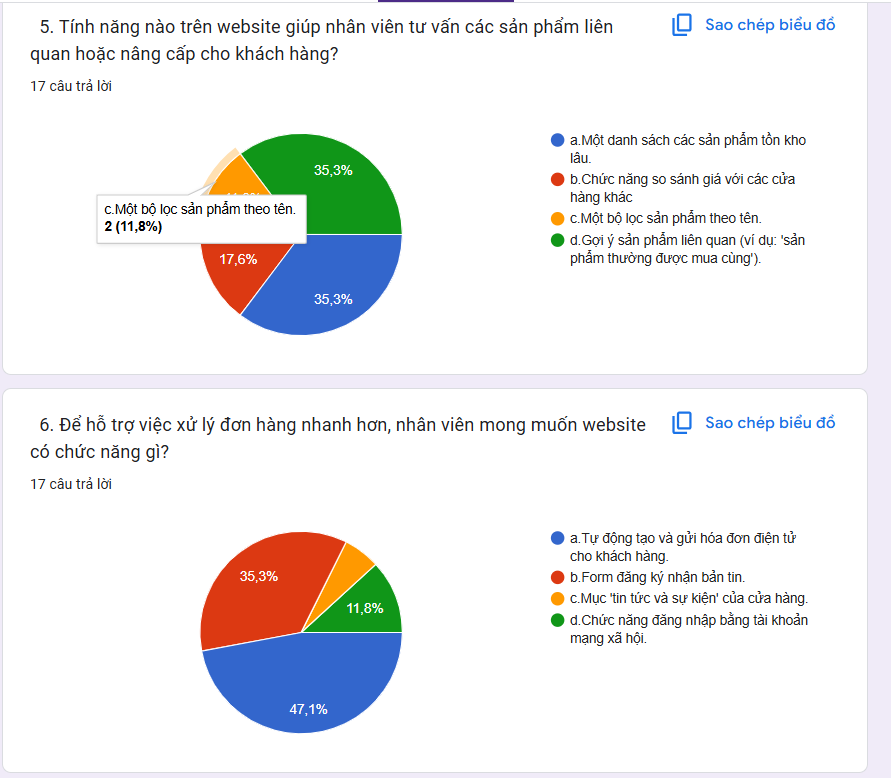 5. Tính năng nào trên website giúp nhân viên tư vấn các sản phẩm liên
quan hoặc nâng cấp cho khách hàng?
Sao chép biểu đồ
17 câu trả lời
35,3%
c.Một bộ lọc sản phẩm theo tên.
2 (11,8%)
17,6%
35,3%
a.Một danh sách các sản phẩm tồn kho
lâu.
b.Chức năng so sánh giá với các cửa
hàng khác
c.Một bộ lọc sản phẩm theo tên.
d.Gợi ý sản phẩm liên quan (ví dụ: 'sản
phẩm thường được mua cùng').
6. Để hỗ trợ việc xử lý đơn hàng nhanh hơn, nhân viên mong muốn website
có chức năng gì?
Sao chép biểu đồ
17 câu trả lời
35,3%
11,8%
47,1%
a.Tự động tạo và gửi hóa đơn điện tử
cho khách hàng.
b.Form đăng ký nhận bản tin.
c.Mục 'tin tức và sự kiện' của cửa hàng.
d.Chức năng đăng nhập bằng tài khoản
mạng xã hội.